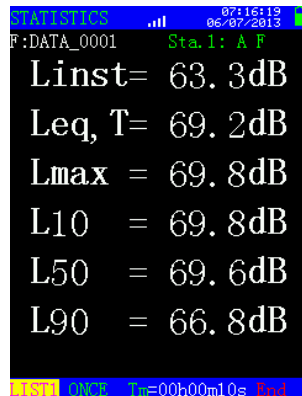 STATISTICS 07:16:19
06/07/2013
F:DATA_0001 Sta.1: A F
Linst= 63.3dB
Leq,T= 69.2dB
Lmax = 69.8dB
L10 = 69.8dB
L50 = 69.6dB
L90 = 66.8dB
LIST1 ONCE Tm=00h00m10s End